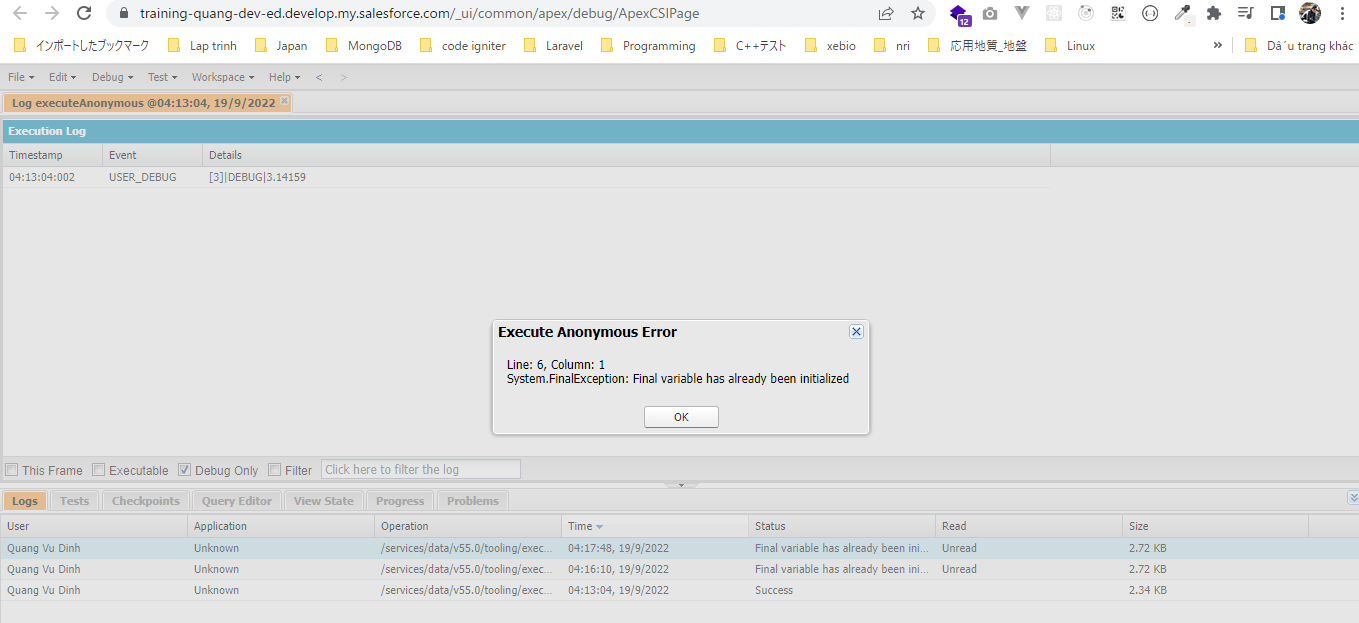 training-quang-dev-ed.develop.my.salesforce.com/_ui/common/apex/debug/ApexCSIPage
12
インポートしたブックマーク Lap trinh Japan MongoDB code igniter Laravel Programming C++テスト xebio nri 応用地質_地盤 Linux » Dấu trang khác
File Edit Debug Test Workspace Help < >
Log executeAnonymous @04:13:04, 19/9/2022
Execution Log
Timestamp Event Details
04:13:04:002 USER_DEBUG [3]|DEBUG|3.14159
Execute Anonymous Error
Line: 6, Column: 1
System.FinalException: Final variable has already been initialized
OK
This Frame Executable Debug Only Filter Click here to filter the log
Logs Tests Checkpoints Query Editor View State Progress Problems
User Application Operation Time Status Read Size
Quang Vu Dinh Unknown /services/data/v55.0/tooling/exec... 04:17:48, 19/9/2022 Final variable has already been ini... Unread 2.72 KB
Quang Vu Dinh Unknown /services/data/v55.0/tooling/exec... 04:16:10, 19/9/2022 Final variable has already been ini... Unread 2.72 KB
Quang Vu Dinh Unknown /services/data/v55.0/tooling/exec... 04:13:04, 19/9/2022 Success 2.34 KB